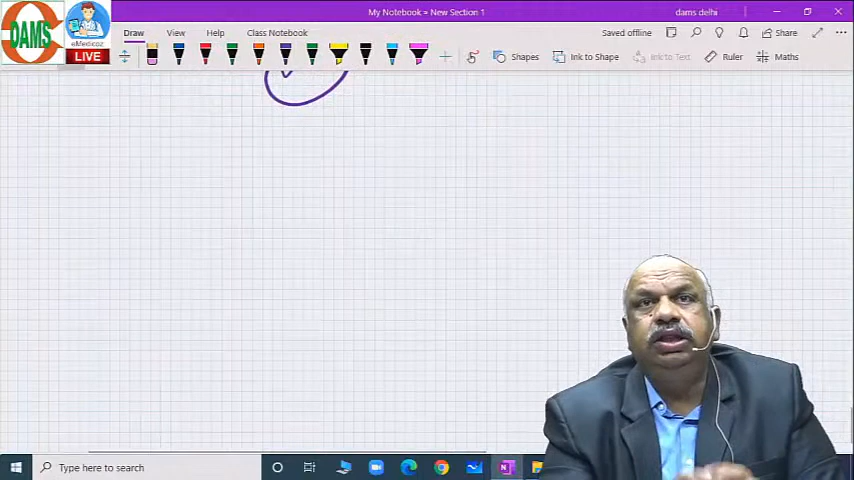 DAMS
eMedicoz
LIVE
My Notebook » New Section 1
dams delhi
Draw
View
Help
Class Notebook
Saved offline
Share
Shapes
Ink to Shape
Ink to Text
Ruler
Maths
Type here to search